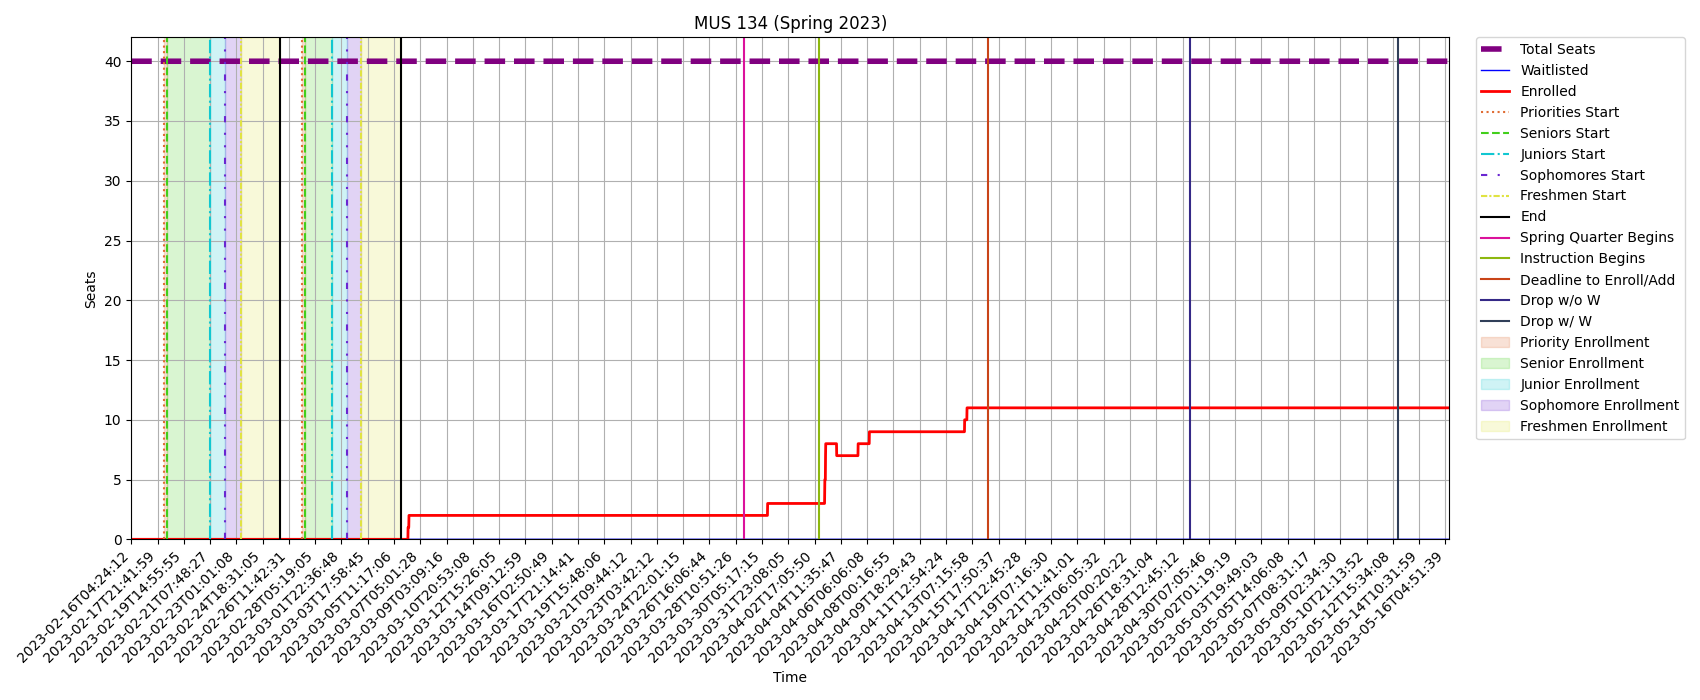 MUS 134 (Spring 2023)
Seats
40
35
30
25
20
15
10
5
0
2023-02-16T04:24:12
2023-02-17T21:41:59
2023-02-19T14:55:55
2023-02-21T07:48:27
2023-02-23T01:01:08
2023-02-24T18:31:05
2023-02-26T11:42:31
2023-02-28T05:19:05
2023-03-01T22:36:48
2023-03-03T17:58:45
2023-03-05T11:17:06
2023-03-07T05:01:28
2023-03-09T03:09:16
2023-03-10T20:53:08
2023-03-12T15:26:05
2023-03-14T09:12:59
2023-03-16T02:50:49
2023-03-17T21:14:41
2023-03-19T15:48:06
2023-03-21T09:44:12
2023-03-23T03:42:12
2023-03-24T22:01:15
2023-03-26T16:06:44
2023-03-28T10:51:26
2023-03-30T05:17:15
2023-03-31T23:08:05
2023-04-02T17:05:50
2023-04-04T11:35:47
2023-04-06T06:06:08
2023-04-08T00:16:55
2023-04-09T18:29:43
2023-04-11T12:54:24
2023-04-13T07:15:58
2023-04-15T17:50:37
2023-04-17T12:45:28
2023-04-19T07:16:30
2023-04-21T11:41:01
2023-04-23T06:05:32
2023-04-25T00:20:22
2023-04-26T18:31:04
2023-04-28T12:45:12
2023-04-30T07:05:46
2023-05-02T01:19:19
2023-05-03T19:49:03
2023-05-05T14:06:08
2023-05-07T08:31:17
2023-05-09T02:34:30
2023-05-10T21:13:52
2023-05-12T15:34:08
2023-05-14T10:31:59
2023-05-16T04:51:39
Time
Total Seats
Waitlisted
Enrolled
Priorities Start
Seniors Start
Juniors Start
Sophomores Start
Freshmen Start
End
Spring Quarter Begins
Instruction Begins
Deadline to Enroll/Add
Drop w/o W
Drop w/ W
Priority Enrollment
Senior Enrollment
Junior Enrollment
Sophomore Enrollment
Freshmen Enrollment